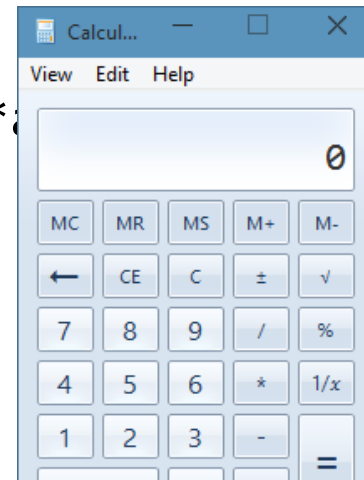 Calcul...
View Edit Help
0
MC MR MS M+ M-
← CE C ± √
7 8 9 / %
4 5 6 * 1/x
1 2 3 - =